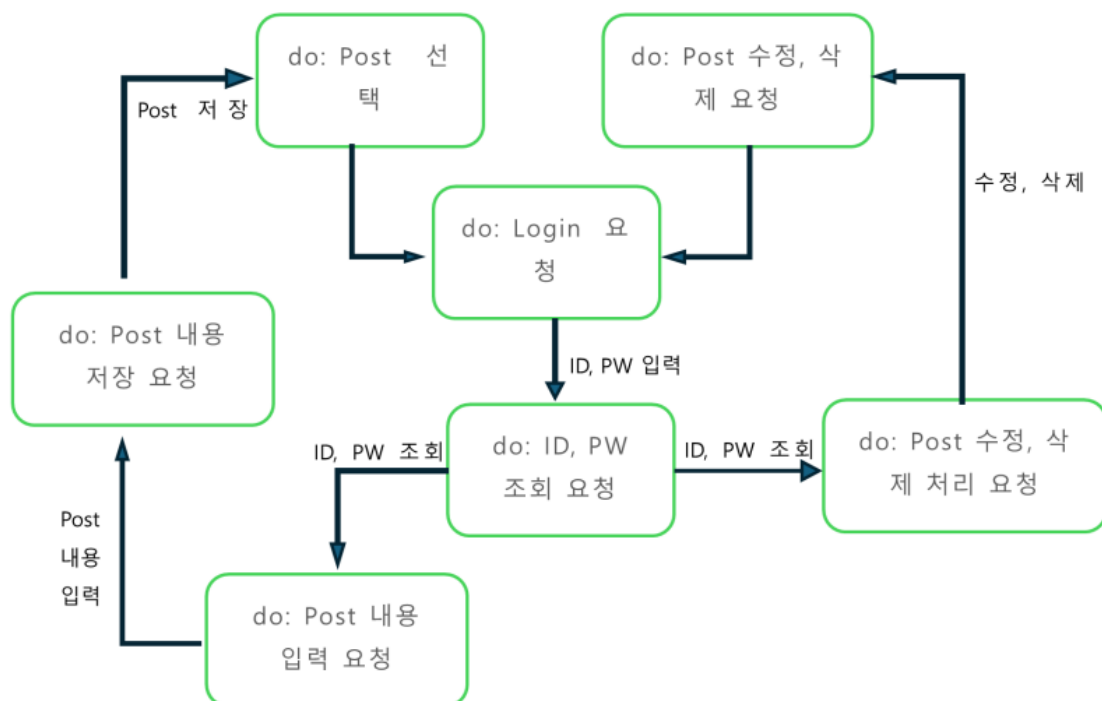 do: Post 선
택
do: Post 수정, 삭
제 요청
Post 저장
수정, 삭제
do: Login 요
청
do: Post 내용
저장 요청
ID, PW 입력
ID, PW 조회
do: ID, PW
조회 요청
ID, PW 조회
do: Post 수정, 삭
제 처리 요청
Post
내용
입력
do: Post 내용
입력 요청